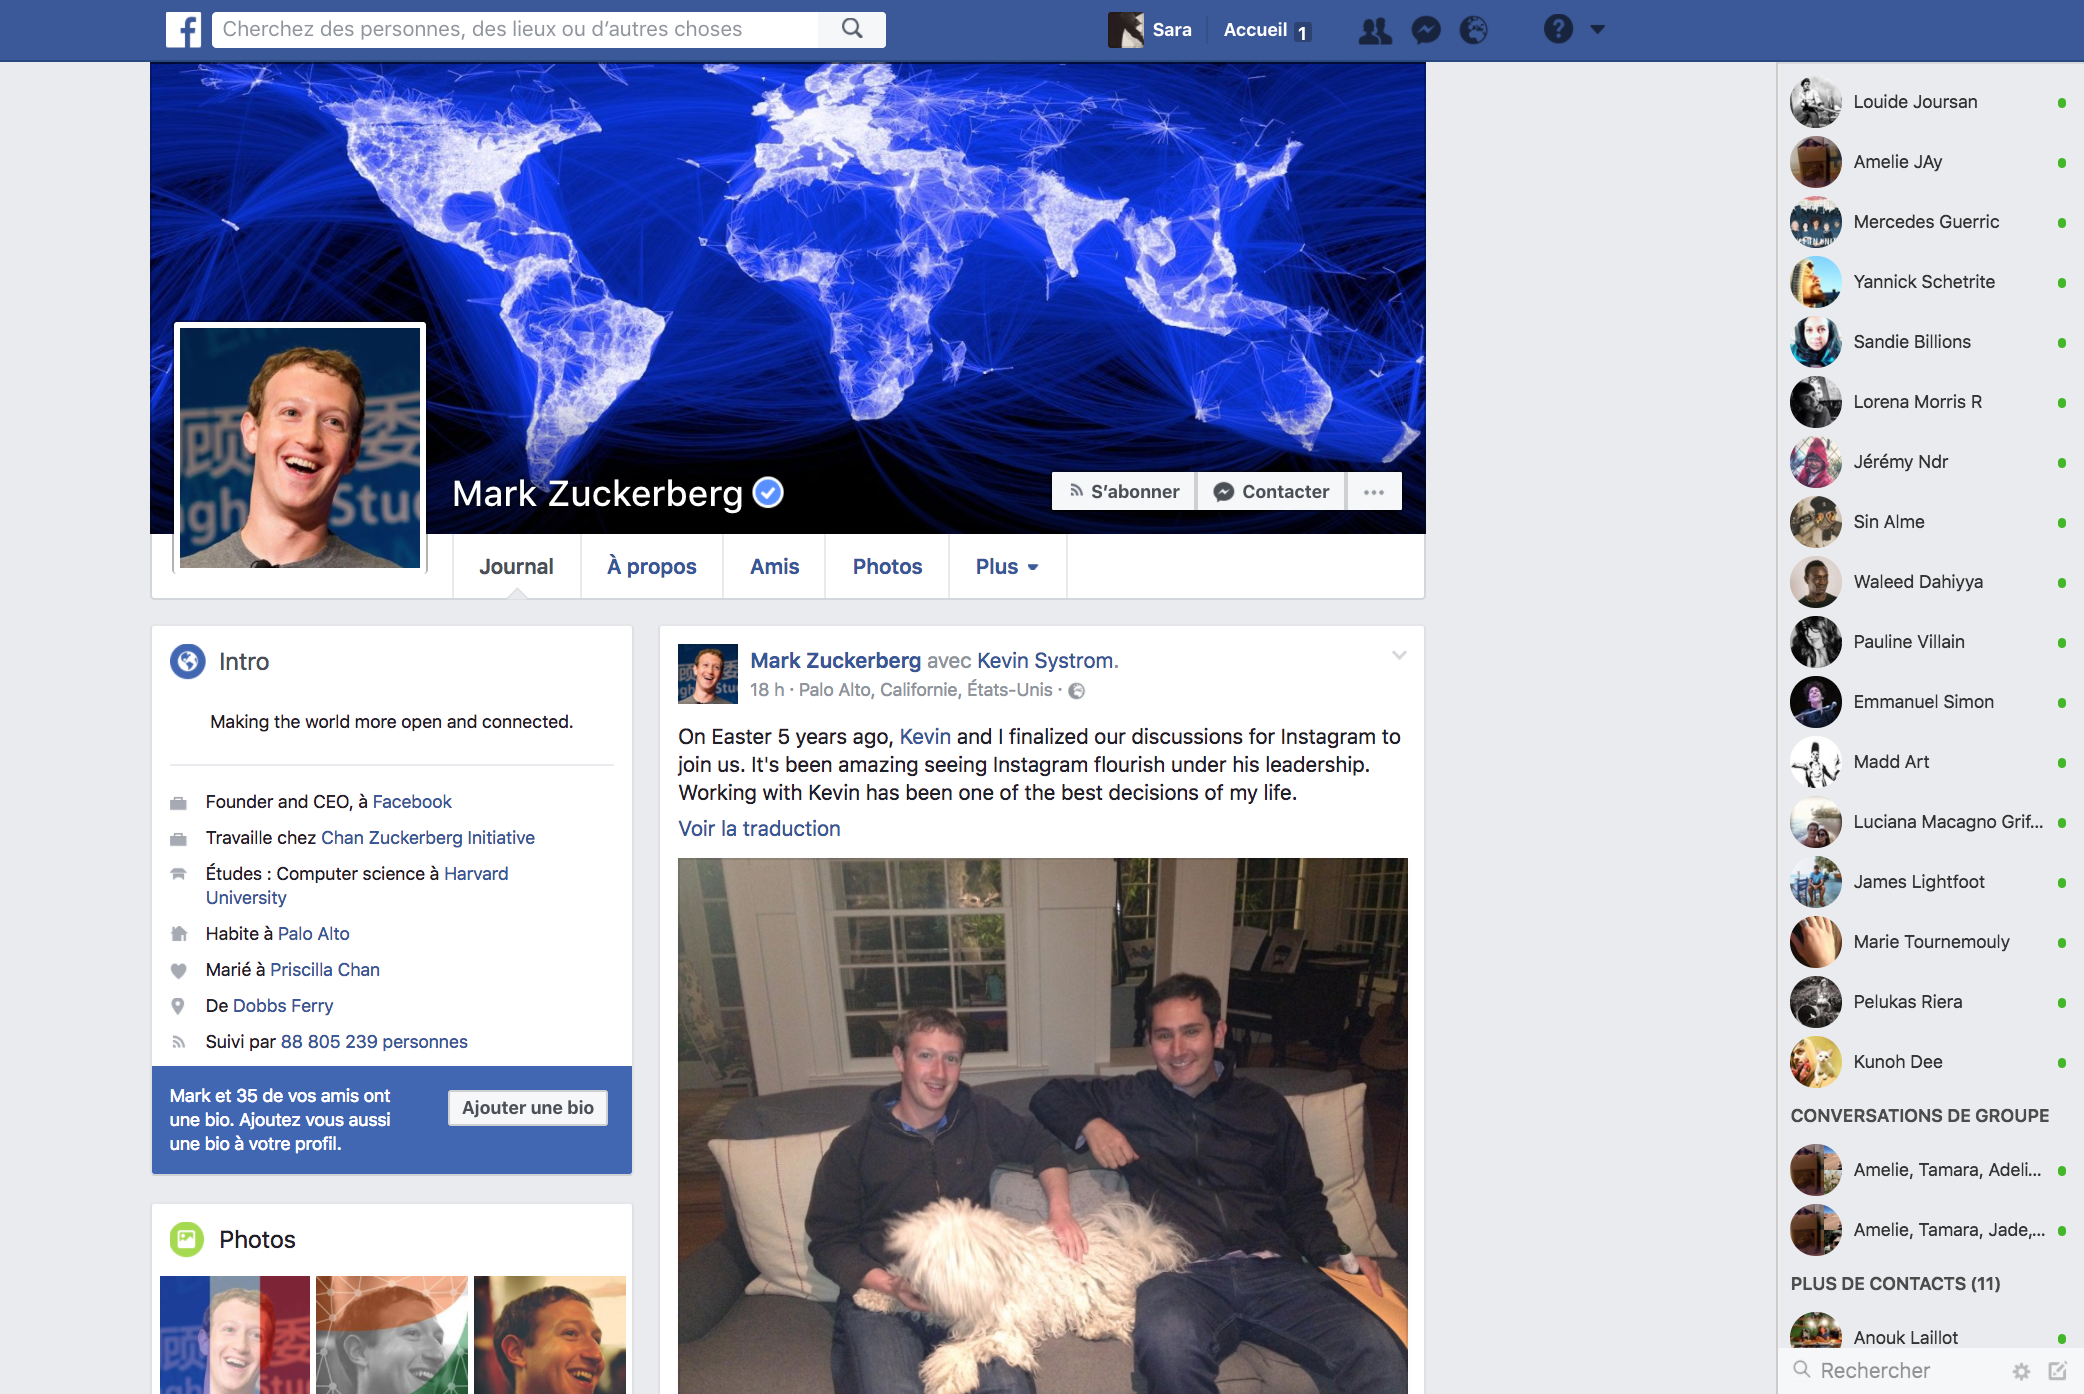 Cherchez des personnes, des lieux ou d'autres choses
Sara
Accueil 1
Mark Zuckerberg
S'abonner
Contacter
Journal
À propos
Amis
Photos
Plus
Intro
Making the world more open and connected.
Founder and CEO, à Facebook
Travaille chez Chan Zuckerberg Initiative
Études : Computer science à Harvard
University
Habite à Palo Alto
Marié à Priscilla Chan
De Dobbs Ferry
Suivi par 88 805 239 personnes
Mark et 35 de vos amis ont
une bio. Ajoutez vous aussi
une bio à votre profil.
Ajouter une bio
Photos
Mark Zuckerberg avec Kevin Systrom.
18 h · Palo Alto, Californie, États-Unis ·
On Easter 5 years ago, Kevin and I finalized our discussions for Instagram to
join us. It's been amazing seeing Instagram flourish under his leadership.
Working with Kevin has been one of the best decisions of my life.
Voir la traduction
Louide Joursan
Amelie JAy
Mercedes Guerric
Yannick Schetrite
Sandie Billions
Lorena Morris R
Jérémy Ndr
Sin Alme
Waleed Dahiyya
Pauline Villain
Emmanuel Simon
Madd Art
Luciana Macagno Grif...
James Lightfoot
Marie Tournemouly
Pelukas Riera
Kunoh Dee
CONVERSATIONS DE GROUPE
Amelie, Tamara, Adeli...
Amelie, Tamara, Jade,...
PLUS DE CONTACTS (11)
Anouk Laillot
Rechercher